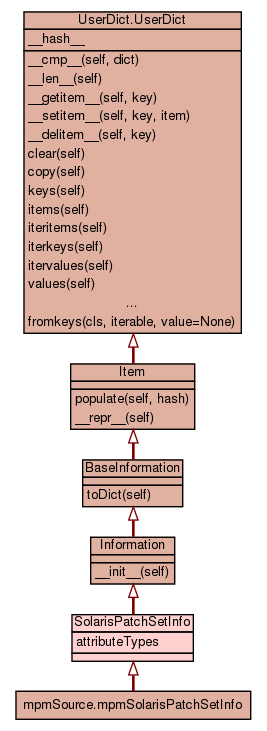 UserDict.UserDict
__hash__
__cmp__(self, dict)
__len__(self)
__getitem__(self, key)
__setitem__(self, key, item)
__delitem__(self, key)
clear(self)
copy(self)
keys(self)
items(self)
iteritems(self)
iterkeys(self)
itervalues(self)
values(self)
...
fromkeys(cls, iterable, value=None)
Item
populate(self, hash)
__repr__(self)
BaseInformation
toDict(self)
Information
__init__(self)
SolarisPatchSetInfo
attributeTypes
mpmSource.mpmSolarisPatchSetInfo